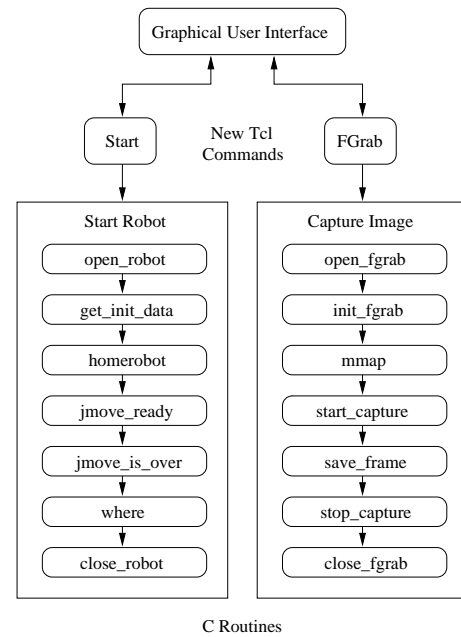 Graphical User Interface
Start
New Tcl
Commands
FGrab
Start Robot
open_robot
get_init_data
homerobot
jmove_ready
jmove_is_over
where
close_robot
Capture Image
open_fgrab
init_fgrab
mmap
start_capture
save_frame
stop_capture
close_fgrab
C Routines